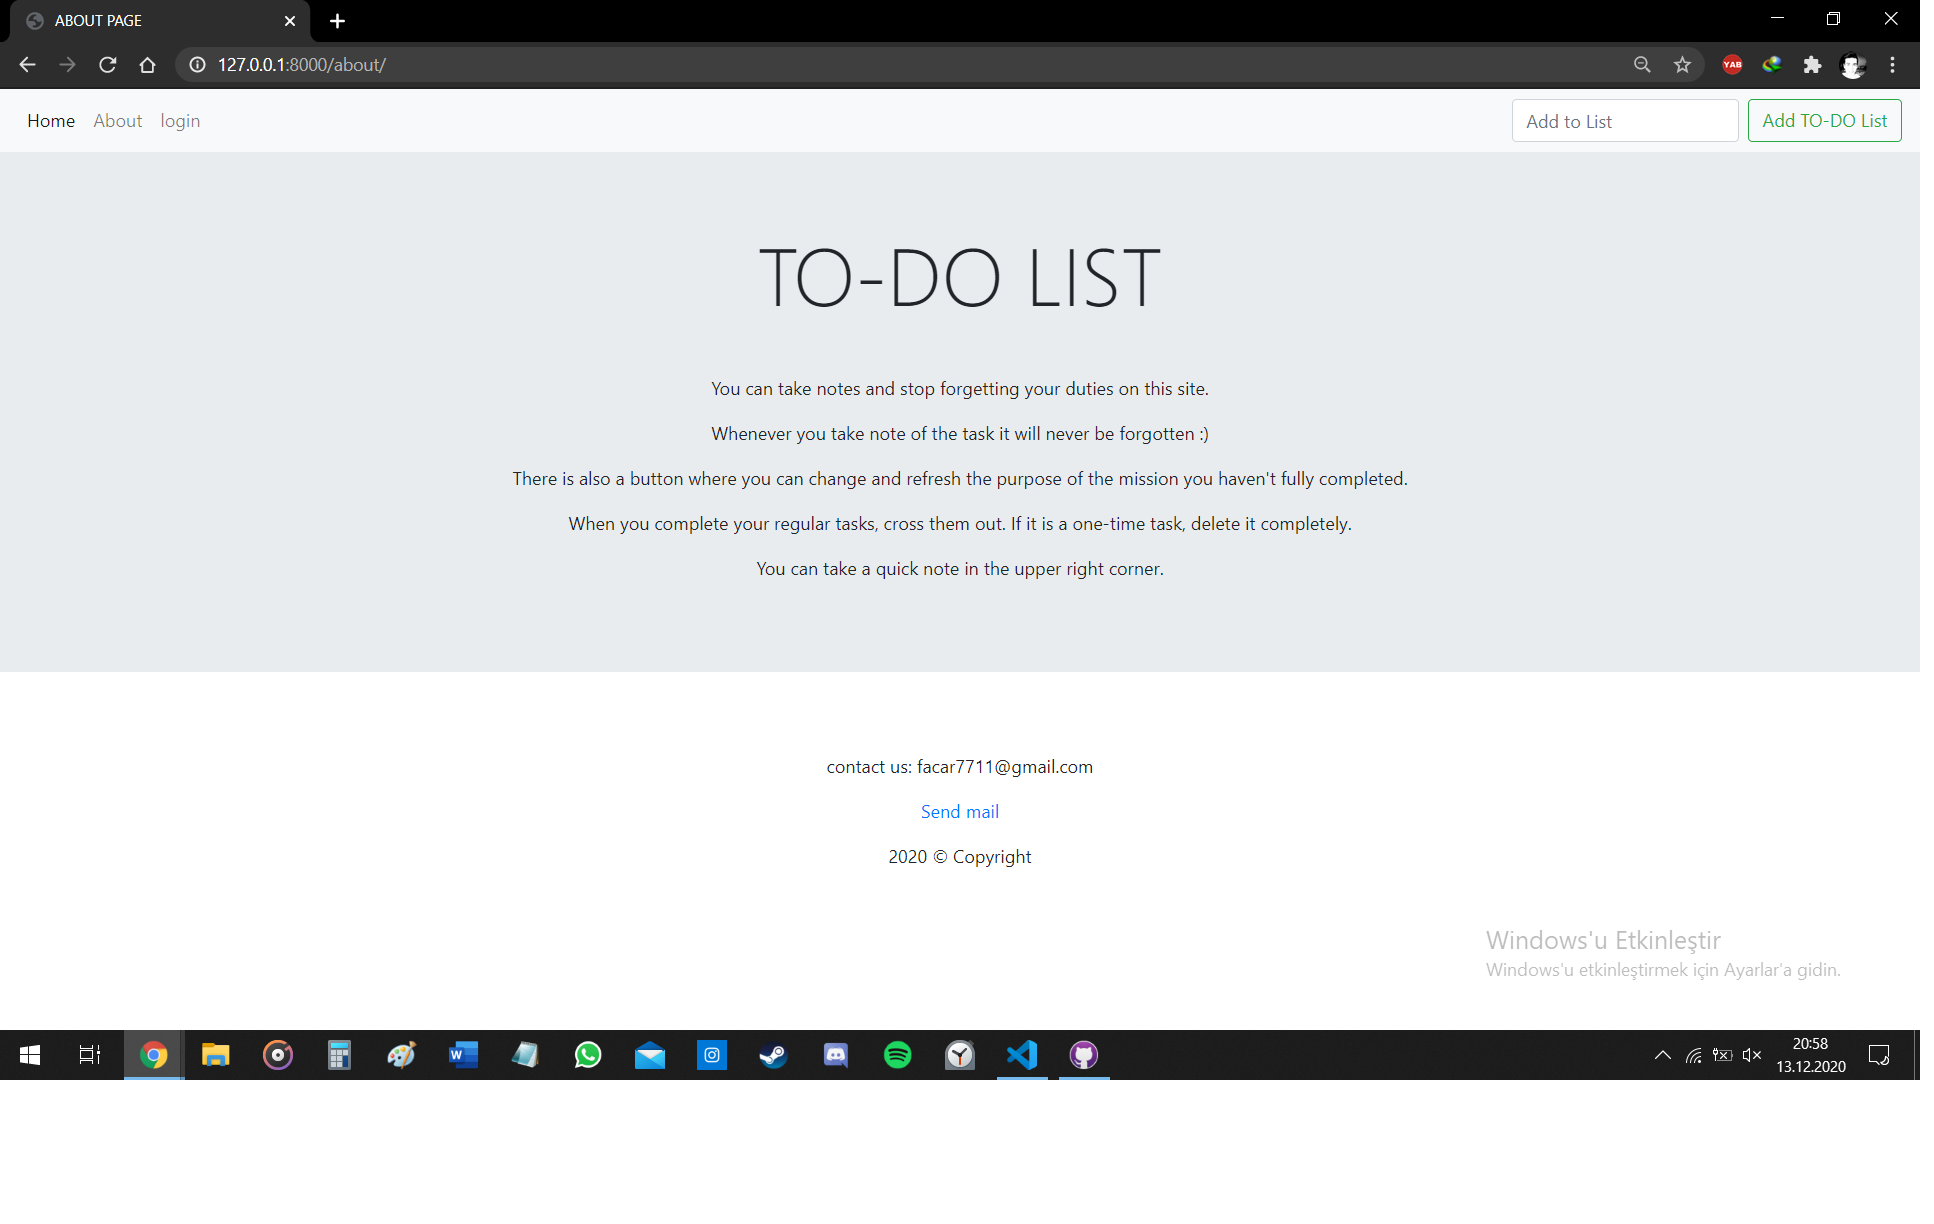 ABOUT PAGE
127.0.0.1:8000/about/
YAB
Home About login
Add to List
Add TO-DO List
TO-DO LIST
You can take notes and stop forgetting your duties on this site.
Whenever you take note of the task it will never be forgotten :)
There is also a button where you can change and refresh the purpose of the mission you haven't fully completed.
When you complete your regular tasks, cross them out. If it is a one-time task, delete it completely.
You can take a quick note in the upper right corner.
contact us: facar7711@gmail.com
Send mail
2020 © Copyright
Windows'u Etkinleştir
Windows'u etkinleştirmek için Ayarlar'a gidin.
W
20:58
13.12.2020